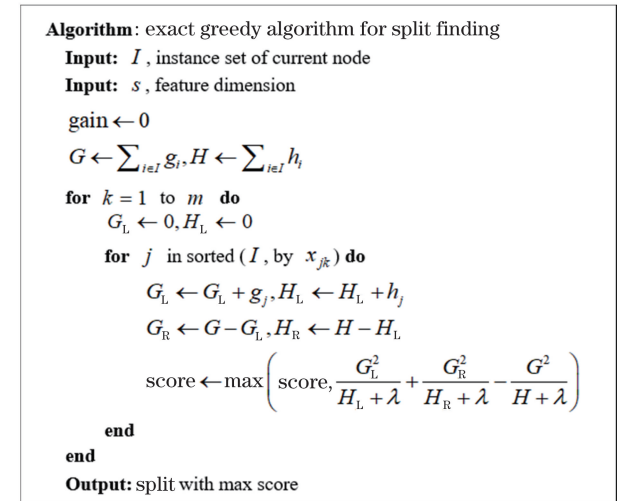 Algorithm: exact greedy algorithm for split finding
Input: I, instance set of current node
Input: s, feature dimension
gain ← 0
G ← ∑_{i∈I} g_i, H ← ∑_{i∈I} h_i
for k = 1 to m do
G_L ← 0, H_L ← 0
for j in sorted (I, by x_{jk}) do
G_L ← G_L + g_j, H_L ← H_L + h_j
G_R ← G − G_L, H_R ← H − H_L
score ← max(score, G_L^2/(H_L + λ) + G_R^2/(H_R + λ) − G^2/(H + λ))
end
end
Output: split with max score